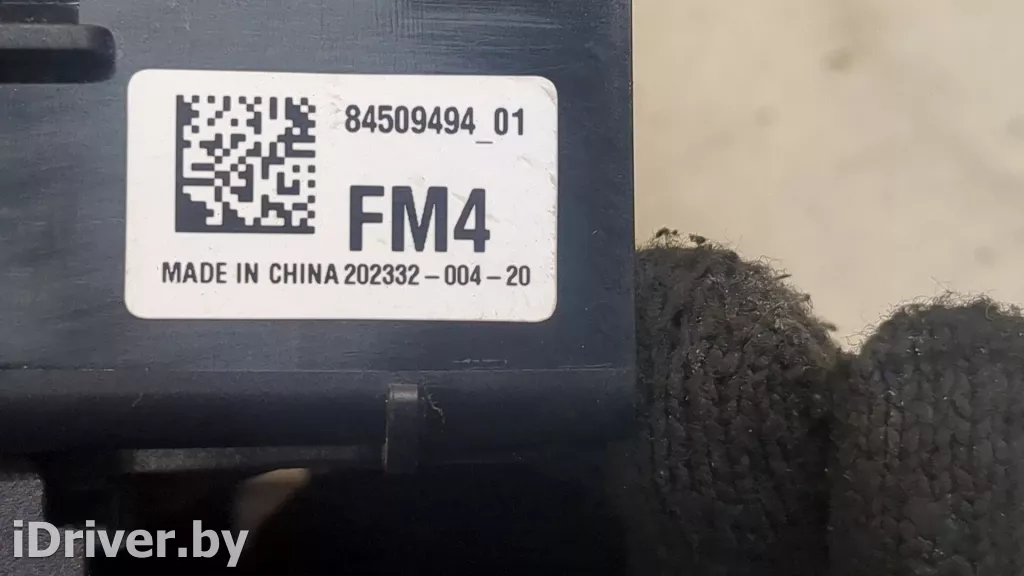 84509494_01
FM4
MADE IN CHINA 202332-004-20
iDriver.by